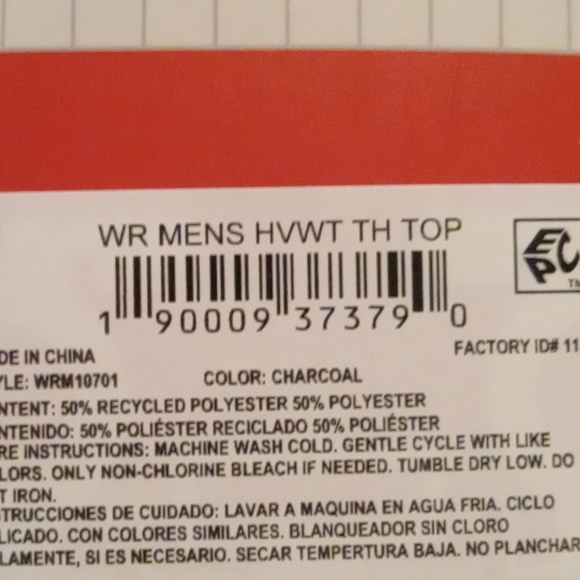 WR MENS HVWT TH TOP
EPC
TM
1 90009 37379 0
DE IN CHINA
FACTORY ID# 11
LE: WRM10701 COLOR: CHARCOAL
NTENT: 50% RECYCLED POLYESTER 50% POLYESTER
NTENIDO: 50% POLIÉSTER RECICLADO 50% POLIÉSTER
RE INSTRUCTIONS: MACHINE WASH COLD. GENTLE CYCLE WITH LIKE
LORS. ONLY NON-CHLORINE BLEACH IF NEEDED. TUMBLE DRY LOW. DO
T IRON.
TRUCCIONES DE CUIDADO: LAVAR A MAQUINA EN AGUA FRIA. CICLO
LICADO. CON COLORES SIMILARES. BLANQUEADOR SIN CLORO
LAMENTE, SI ES NECESARIO. SECAR TEMPERTURA BAJA. NO PLANCHAR